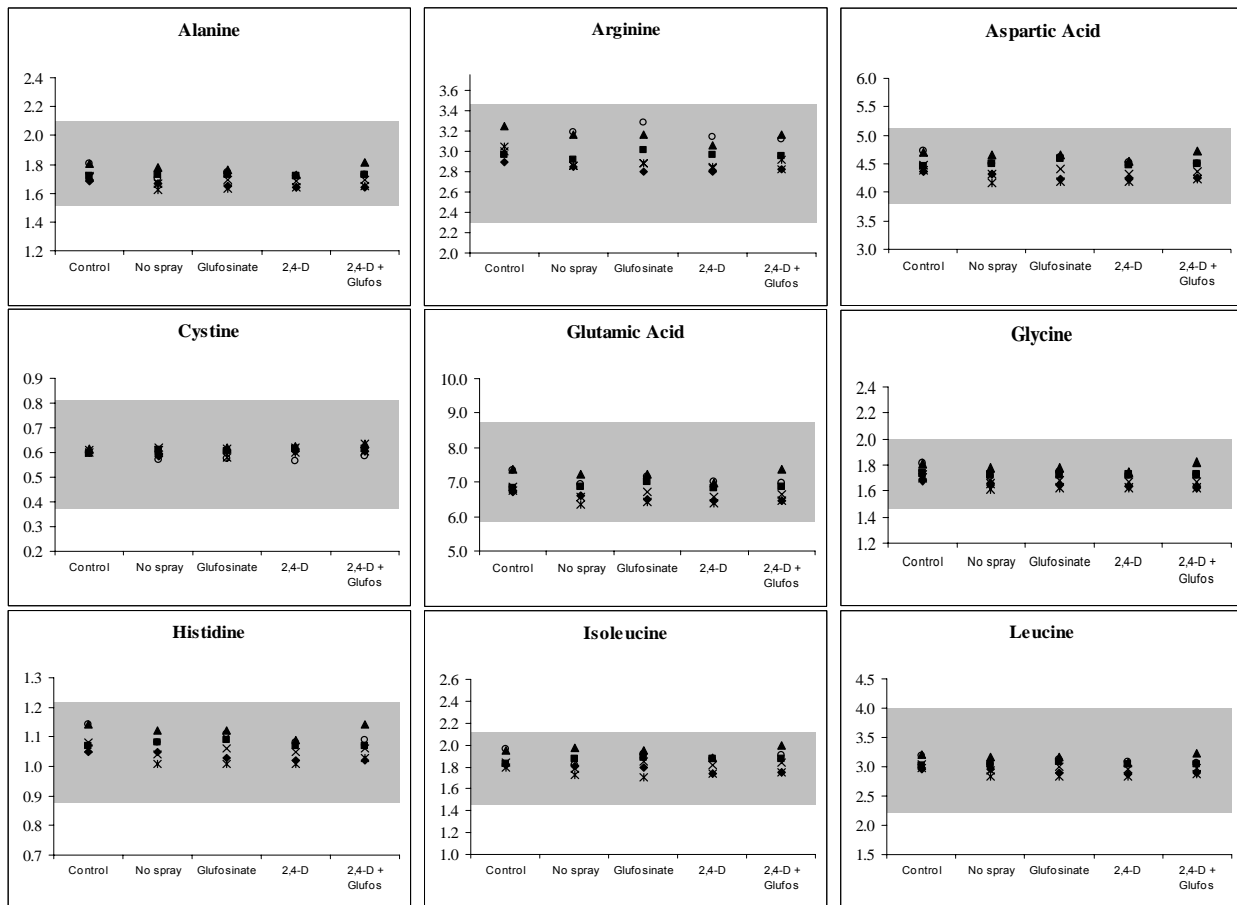 Alanine
2.4
2.2
2.0
1.8
1.6
1.4
1.2
Control No spray Glufosinate 2,4-D 2,4-D +
Glufos
Arginine
3.6
3.4
3.2
3.0
2.8
2.6
2.4
2.2
2.0
Control No spray Glufosinate 2,4-D 2,4-D +
Glufos
Aspartic Acid
6.0
5.5
5.0
4.5
4.0
3.5
3.0
Control No spray Glufosinate 2,4-D 2,4-D +
Glufos
Cystine
0.9
0.8
0.7
0.6
0.5
0.4
0.3
0.2
Control No spray Glufosinate 2,4-D 2,4-D +
Glufos
Glutamic Acid
10.0
9.0
8.0
7.0
6.0
5.0
Control No spray Glufosinate 2,4-D 2,4-D +
Glufos
Glycine
2.4
2.2
2.0
1.8
1.6
1.4
1.2
Control No spray Glufosinate 2,4-D 2,4-D +
Glufos
Histidine
1.3
1.2
1.1
1.0
0.9
0.8
0.7
Control No spray Glufosinate 2,4-D 2,4-D +
Glufos
Isoleucine
2.6
2.4
2.2
2.0
1.8
1.6
1.4
1.2
1.0
Control No spray Glufosinate 2,4-D 2,4-D +
Glufos
Leucine
4.5
4.0
3.5
3.0
2.5
2.0
1.5
Control No spray Glufosinate 2,4-D 2,4-D +
Glufos